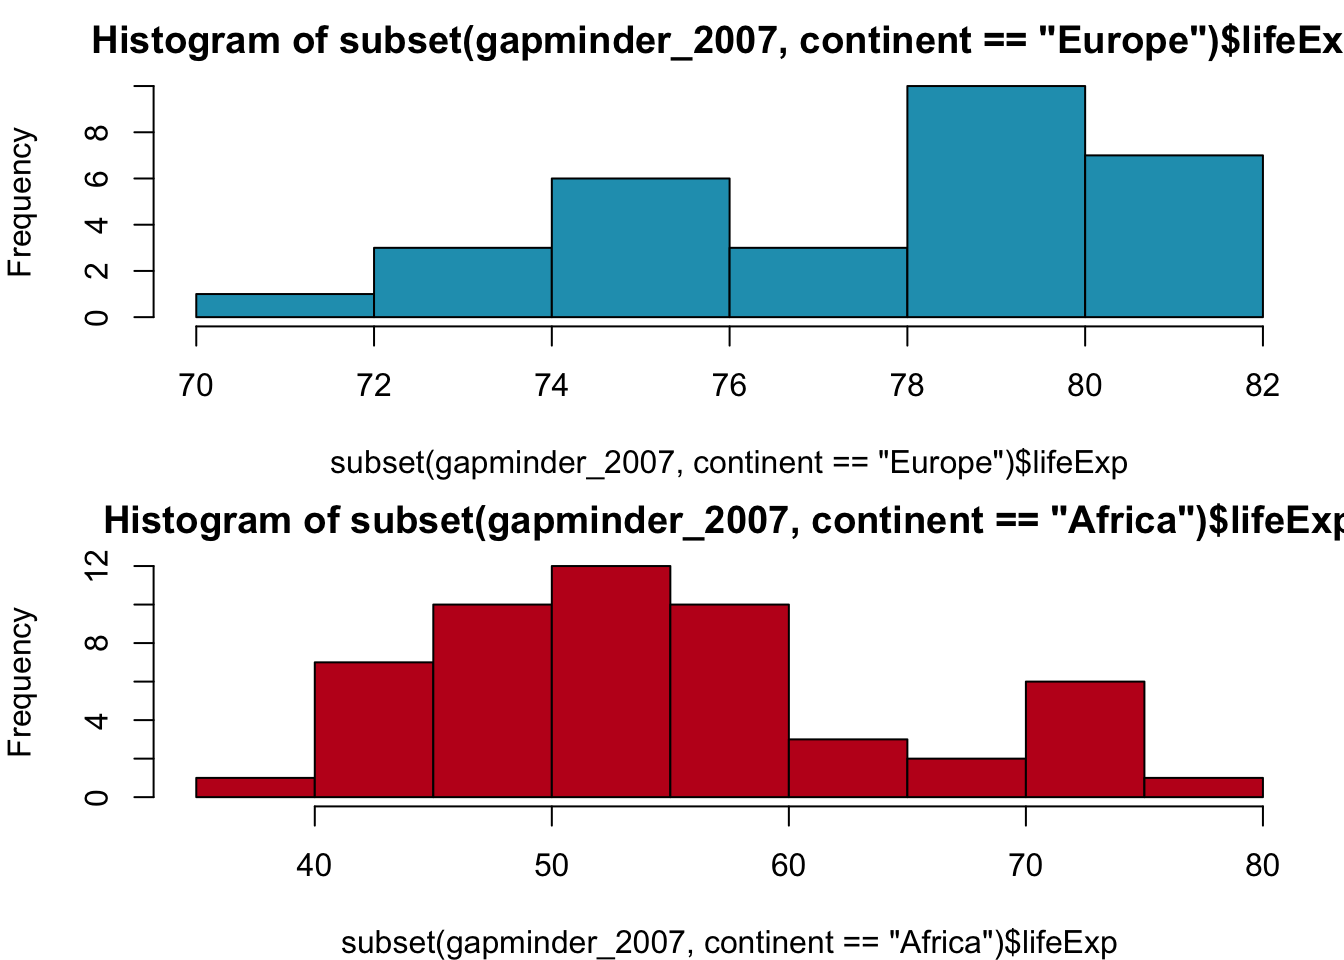 Histogram of subset(gapminder_2007, continent == "Europe")$lifeEx
Frequency
8
6
4
2
0
70 72 74 76 78 80 82
subset(gapminder_2007, continent == "Europe")$lifeExp
Histogram of subset(gapminder_2007, continent == "Africa")$lifeExp
Frequency
12
8
4
0
40 50 60 70 80
subset(gapminder_2007, continent == "Africa")$lifeExp